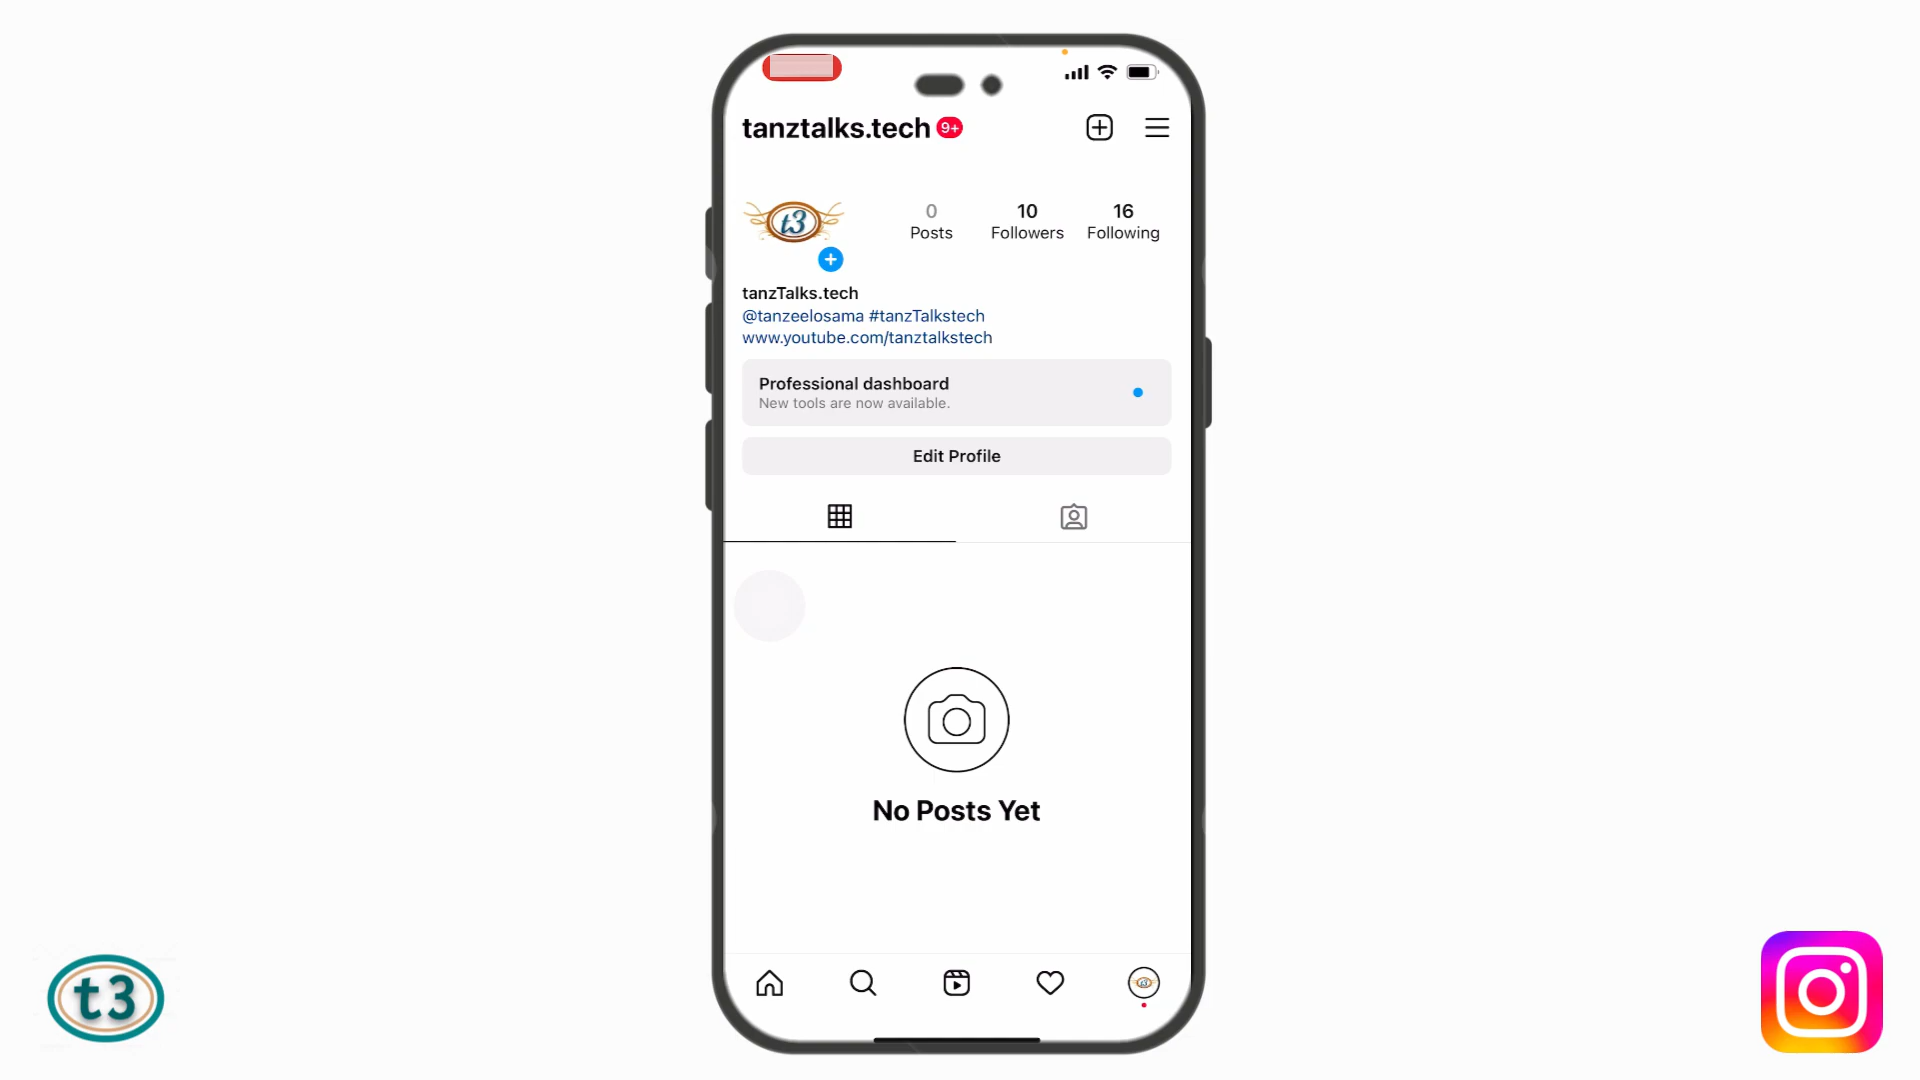 tanztalks.tech 9+
t3
0 10 16
Posts Followers Following
tanzTalks.tech
@tanzeelosama #tanzTalkstech
www.youtube.com/tanztalkstech
Professional dashboard
New tools are now available.
Edit Profile
No Posts Yet
t3